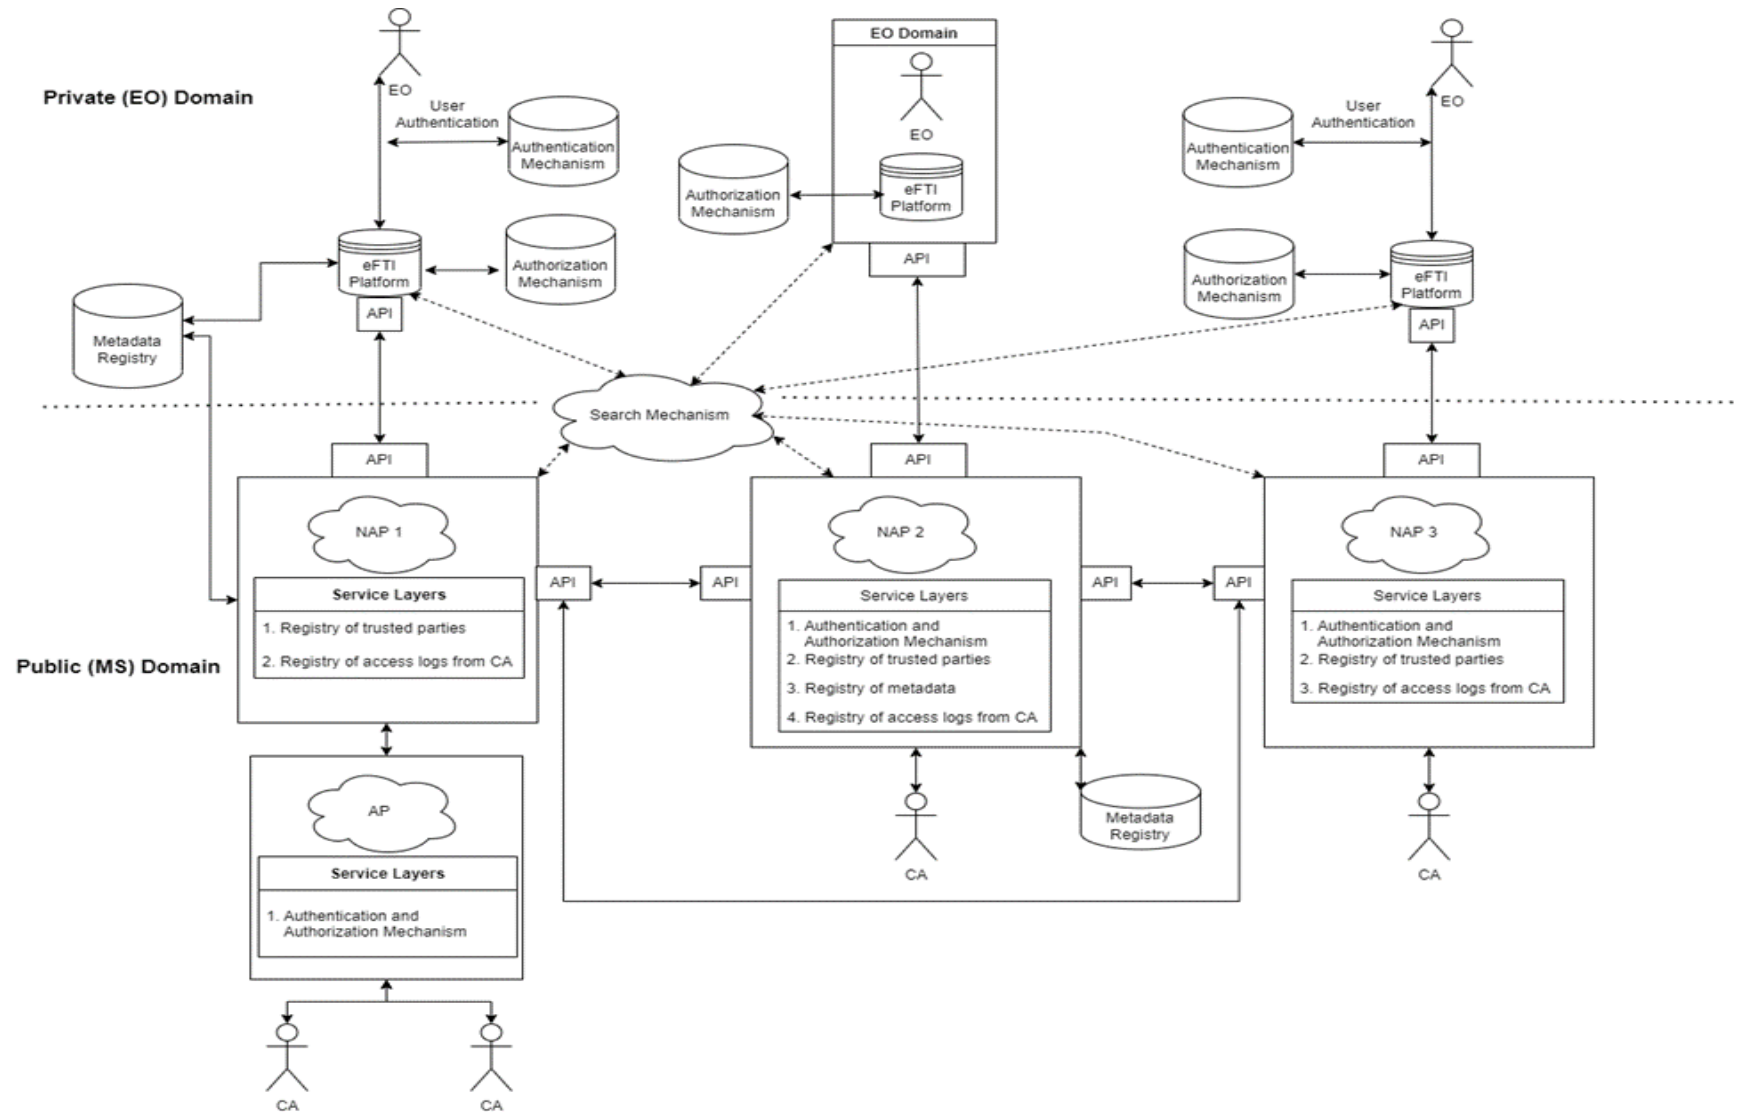 EO
Private (EO) Domain
User
Authentication
Authentication
Mechanism
eFTI
Platform
API
Authorization
Mechanism
Metadata
Registry
EO Domain
EO
Authorization
Mechanism
eFTI
Platform
API
EO
User
Authentication
Authentication
Mechanism
Authorization
Mechanism
eFTI
Platform
API
Search Mechanism
API
API
API
NAP 1
Service Layers
1. Registry of trusted parties
2. Registry of access logs from CA
API
API
NAP 2
Service Layers
1. Authentication and
Authorization Mechanism
2. Registry of trusted parties
3. Registry of metadata
4. Registry of access logs from CA
API
API
NAP 3
Service Layers
1. Authentication and
Authorization Mechanism
2. Registry of trusted parties
3. Registry of access logs from CA
Public (MS) Domain
AP
Service Layers
1. Authentication and
Authorization Mechanism
CA
CA
CA
Metadata
Registry
CA